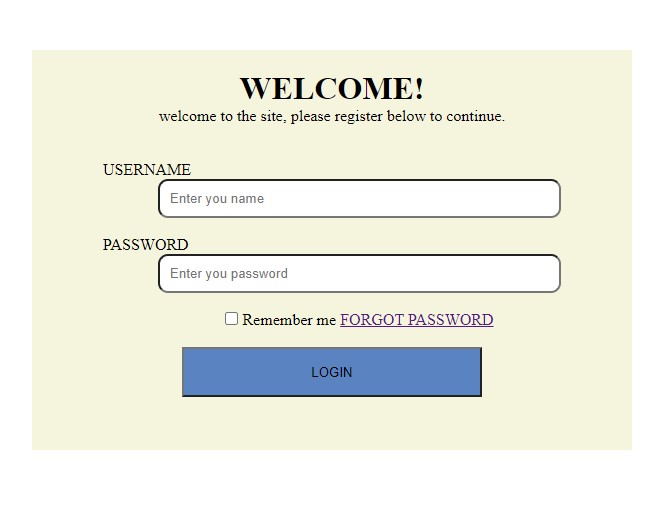 WELCOME!
welcome to the site, please register below to continue.
USERNAME
Enter you name
PASSWORD
Enter you password
Remember me FORGOT PASSWORD
LOGIN